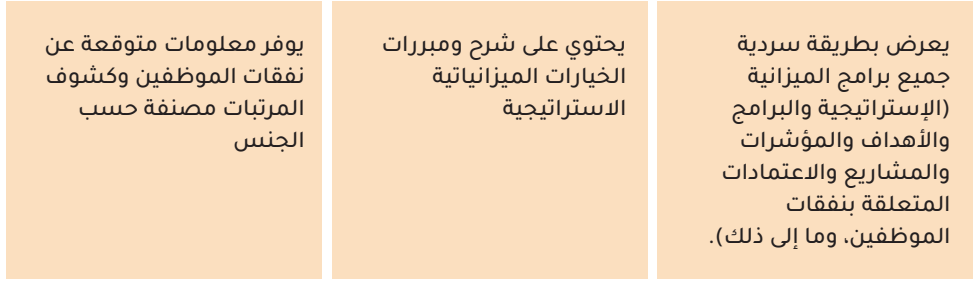 يعرض بطريقة سردية
جميع برامج الميزانية
(الإستراتيجية والبرامج
والأهداف والمؤشرات
والمشاريع والاعتمادات
المتعلقة بنفقات
الموظفين، وما إلى ذلك).
يحتوي على شرح ومبررات
الخيارات الميزانياتية
الاستراتيجية
يوفر معلومات متوقعة عن
نفقات الموظفين وكشوف
المرتبات مصنفة حسب
الجنس